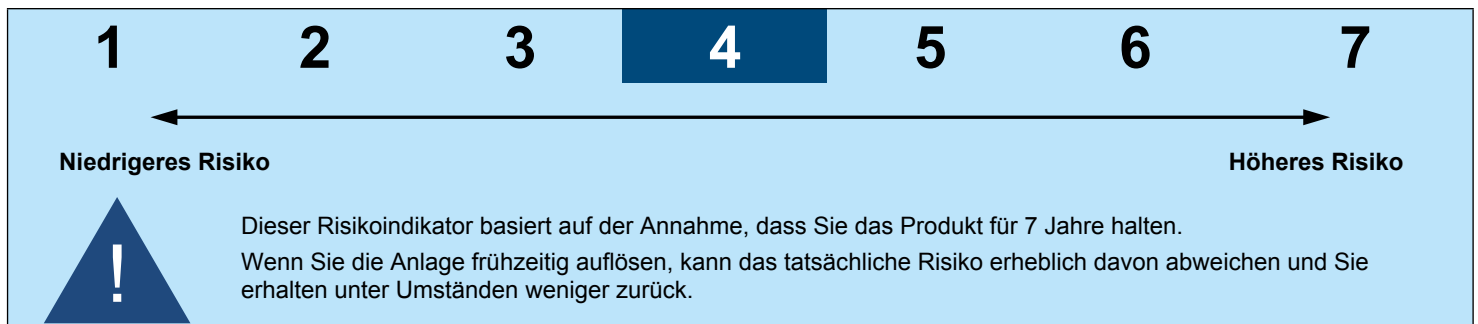 1 2 3 4 5 6 7
Niedrigeres Risiko Höheres Risiko
!
Dieser Risikoindikator basiert auf der Annahme, dass Sie das Produkt für 7 Jahre halten.
Wenn Sie die Anlage frühzeitig auflösen, kann das tatsächliche Risiko erheblich davon abweichen und Sie
erhalten unter Umständen weniger zurück.